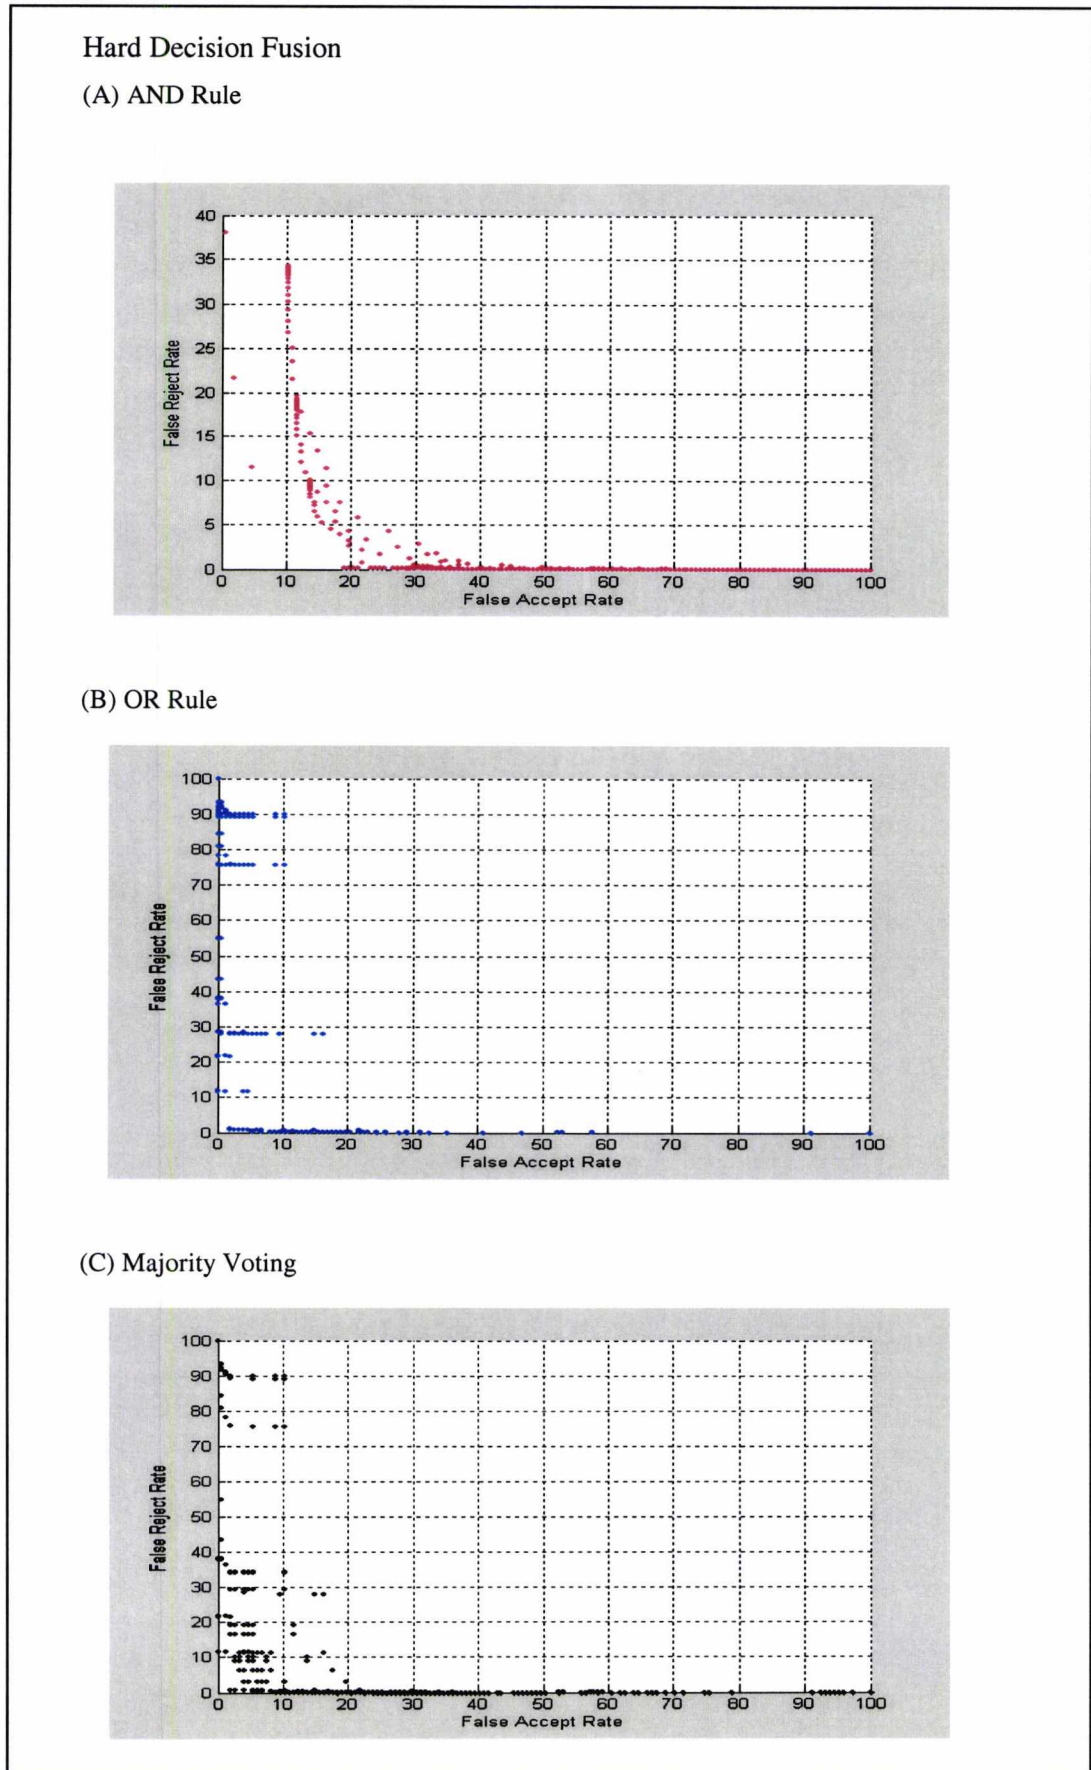 Hard Decision Fusion
(A) AND Rule
40
35
30
25
20
15
10
5
0
False Reject Rate
0 10 20 30 40 50 60 70 80 90 100
False Accept Rate
(B) OR Rule
100
90
80
70
60
50
40
30
20
10
0
False Reject Rate
0 10 20 30 40 50 60 70 80 90 100
False Accept Rate
(C) Majority Voting
100
90
80
70
60
50
40
30
20
10
0
False Reject Rate
0 10 20 30 40 50 60 70 80 90 100
False Accept Rate